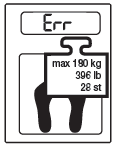 Err
max 180 kg
396 lb
28 st